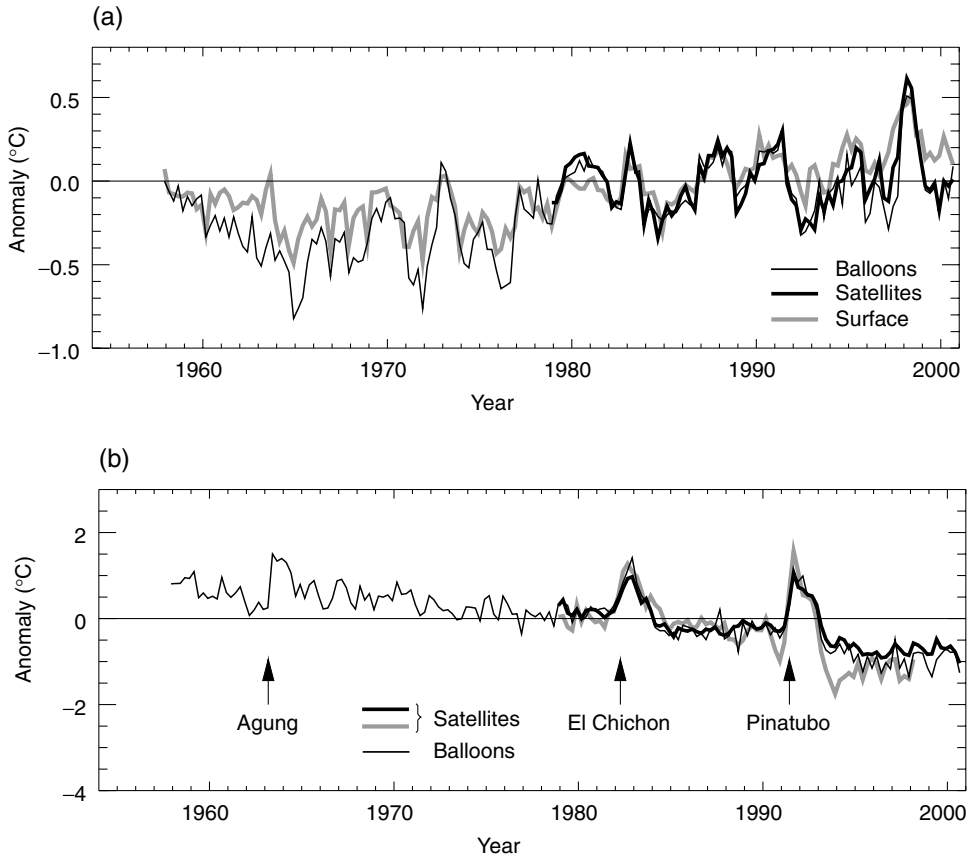 (a)
Anomaly (°C)
0.5
0.0
−0.5
−1.0
Balloons
Satellites
Surface
1960 1970 1980 1990 2000
Year
(b)
Anomaly (°C)
2
0
−2
−4
Agung
El Chichon
Pinatubo
Satellites
Balloons
1960 1970 1980 1990 2000
Year